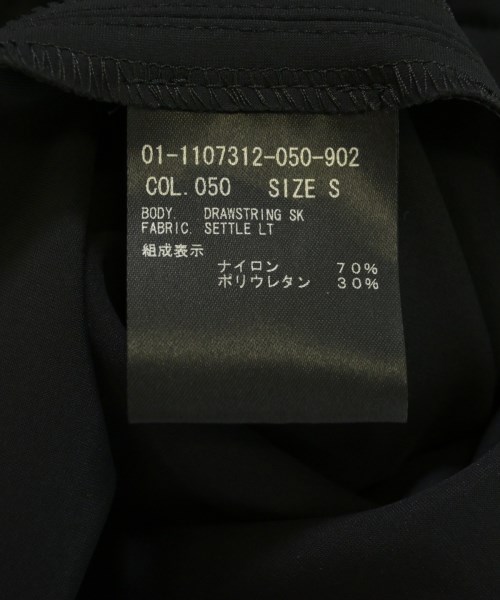 01-1107312-050-902
COL.050 SIZE S
BODY. DRAWSTRING SK
FABRIC. SETTLE LT
組成表示
ナイロン 70%
ポリウレタン 30%